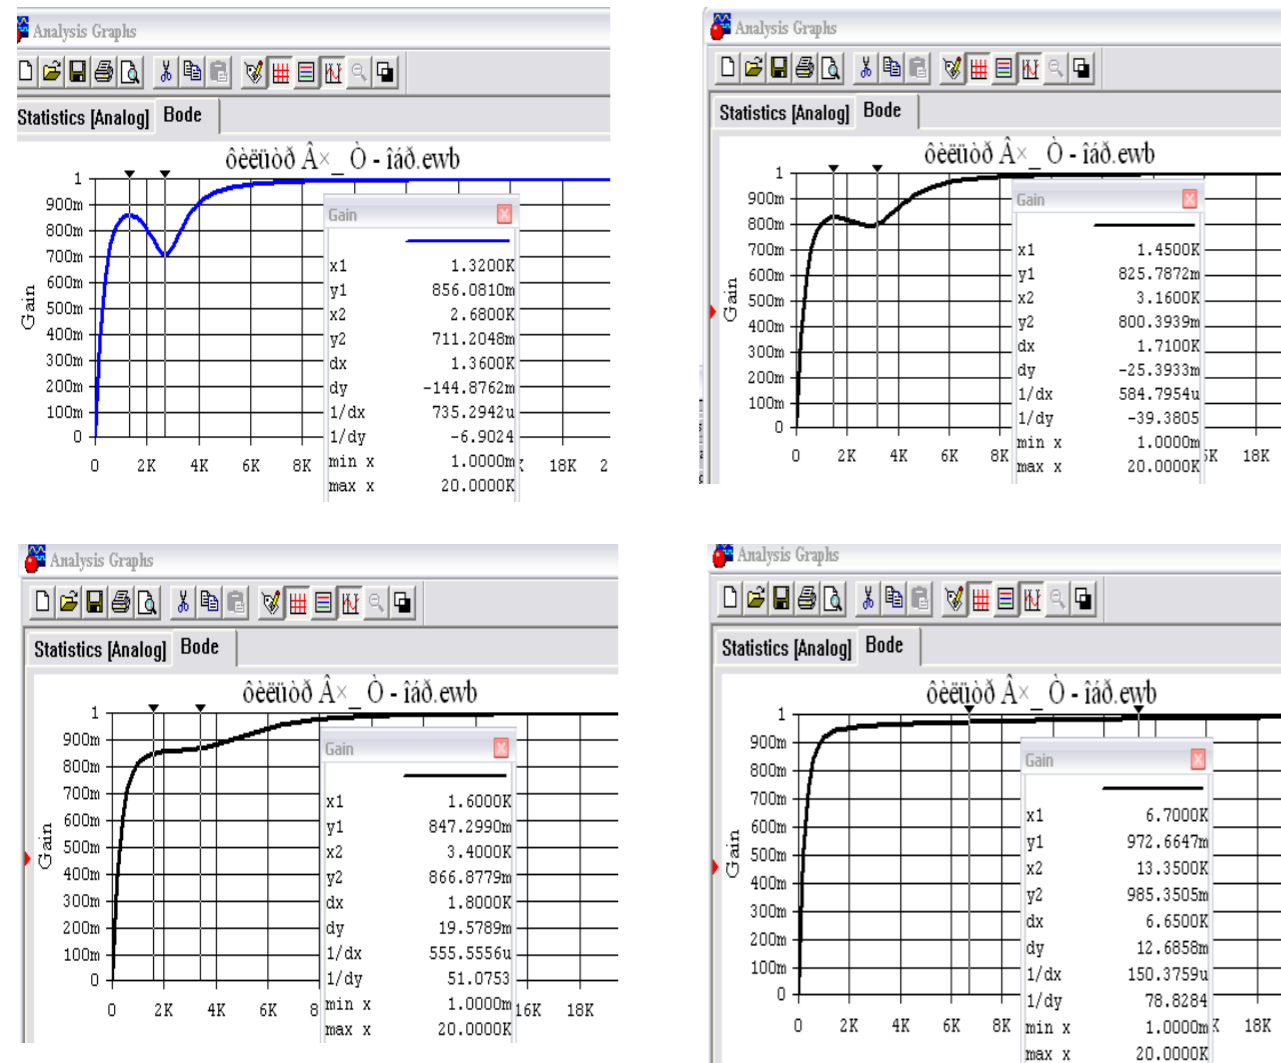 Analysis Graphs
Statistics [Analog] Bode
ôèëüòð Â×_Ò - îáð.ewb
1
900m
800m
700m
600m
500m
400m
300m
200m
100m
0
Gain
0 2K 4K 6K 8K 18K 2
Gain
x1 1.3200K
y1 856.0810m
x2 2.6800K
y2 711.2048m
dx 1.3600K
dy -144.8762m
1/dx 735.2942u
1/dy -6.9024
min x 1.0000m
max x 20.0000K
Analysis Graphs
Statistics [Analog] Bode
ôèëüòð Â×_Ò - îáð.ewb
1
900m
800m
700m
600m
500m
400m
300m
200m
100m
0
Gain
0 2K 4K 6K 8K 18K
Gain
x1 1.4500K
y1 825.7872m
x2 3.1600K
y2 800.3939m
dx 1.7100K
dy -25.3933m
1/dx 584.7954u
1/dy -39.3805
min x 1.0000m
max x 20.0000K
Analysis Graphs
Statistics [Analog] Bode
ôèëüòð Â×_Ò - îáð.ewb
1
900m
800m
700m
600m
500m
400m
300m
200m
100m
0
Gain
0 2K 4K 6K 8 16K 18K
Gain
x1 1.6000K
y1 847.2990m
x2 3.4000K
y2 866.8779m
dx 1.8000K
dy 19.5789m
1/dx 555.5556u
1/dy 51.0753
min x 1.0000m
max x 20.0000K
Analysis Graphs
Statistics [Analog] Bode
ôèëüòð Â×_Ò - îáð.ewb
1
900m
800m
700m
600m
500m
400m
300m
200m
100m
0
Gain
0 2K 4K 6K 8K 18K
Gain
x1 6.7000K
y1 972.6647m
x2 13.3500K
y2 985.3505m
dx 6.6500K
dy 12.6858m
1/dx 150.3759u
1/dy 78.8284
min x 1.0000m
max x 20.0000K